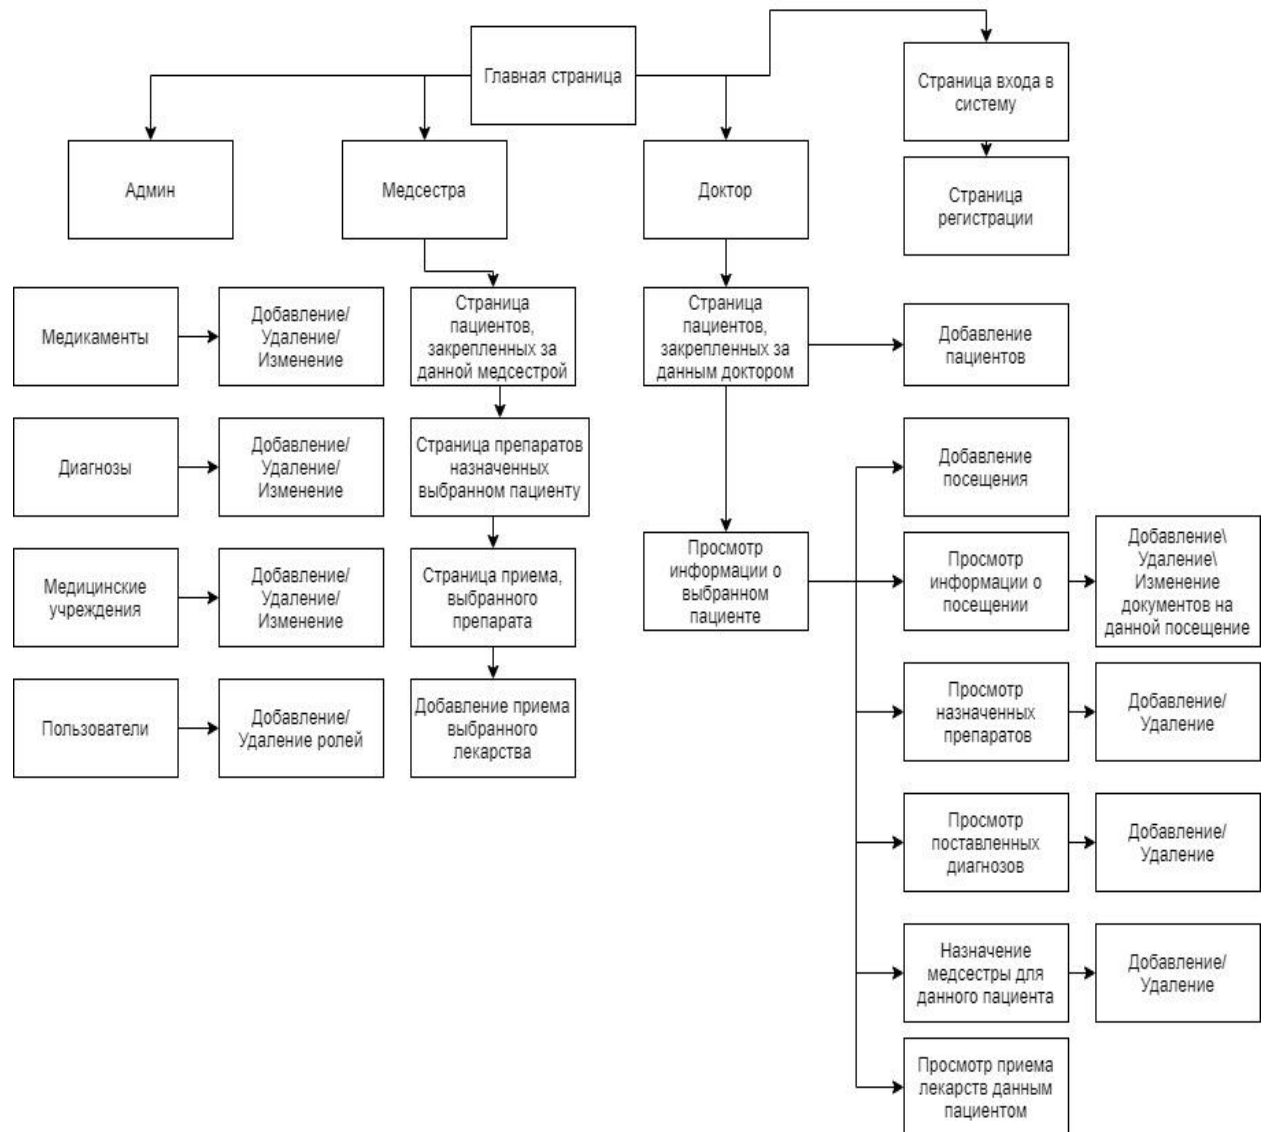 Главная страница
Страница входа в
систему
Админ
Медсестра
Доктор
Страница
регистрации
Медикаменты
Добавление/
Удаление/
Изменение
Страница
пациентов,
закрепленных за
данной медсестрой
Страница
пациентов,
закрепленных за
данным доктором
Добавление
пациентов
Диагнозы
Добавление/
Удаление/
Изменение
Страница препаратов
назначенных
выбранном пациенту
Добавление
посещения
Медицинские
учреждения
Добавление/
Удаление/
Изменение
Страница приема,
выбранного
препарата
Просмотр
информации о
выбранном
пациенте
Просмотр
информации о
посещении
Добавление\
Удаление\
Изменение
документов на
данной посещение
Пользователи
Добавление/
Удаление ролей
Добавление приема
выбранного
лекарства
Просмотр
назначенных
препаратов
Добавление/
Удаление
Просмотр
поставленных
диагнозов
Добавление/
Удаление
Назначение
медсестры для
данного пациента
Добавление/
Удаление
Просмотр приема
лекарств данным
пациентом